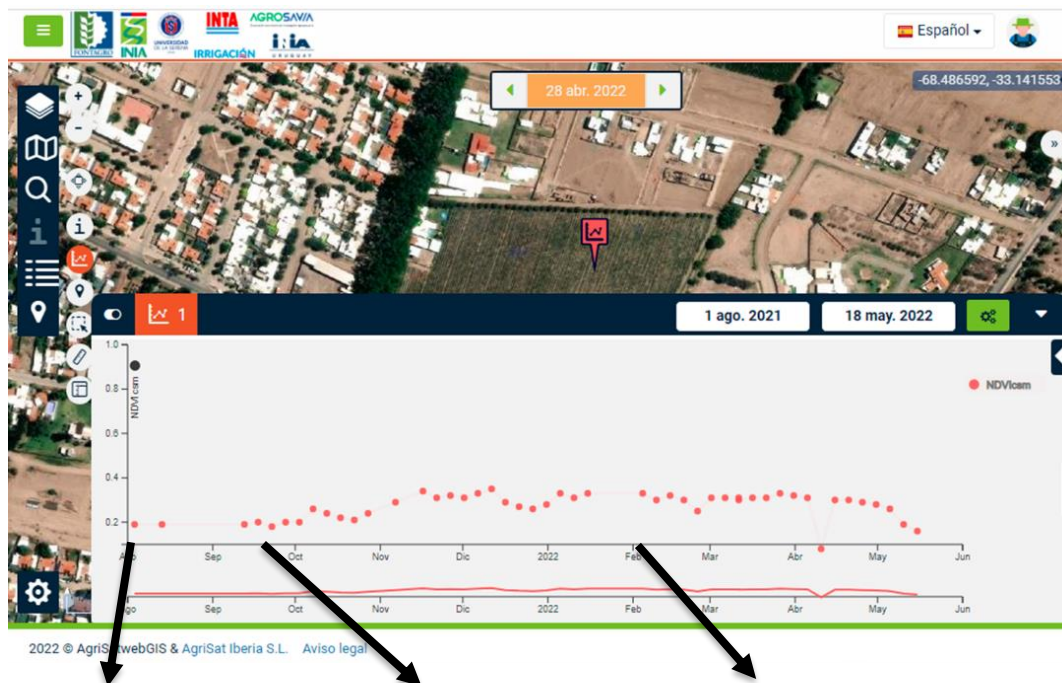 FONTAGRO
INIA
UNIVERSIDAD
DE LA SERENA
INTA
IRRIGACIÓN
AGROSAVIA
inia
URUGUAY
Español
28 abr. 2022
-68.486592, -33.141553
1
1 ago. 2021
18 may. 2022
1.0
0.8
0.6
0.4
0.2
NDVIcsm
NDVIcsm
Ago Sep Oct Nov Dic 2022 Feb Mar Abr May Jun
Ago Sep Oct Nov Dic 2022 Feb Mar Abr May Jun
2022 © AgriSatwebGIS & AgriSat Iberia S.L. Aviso legal